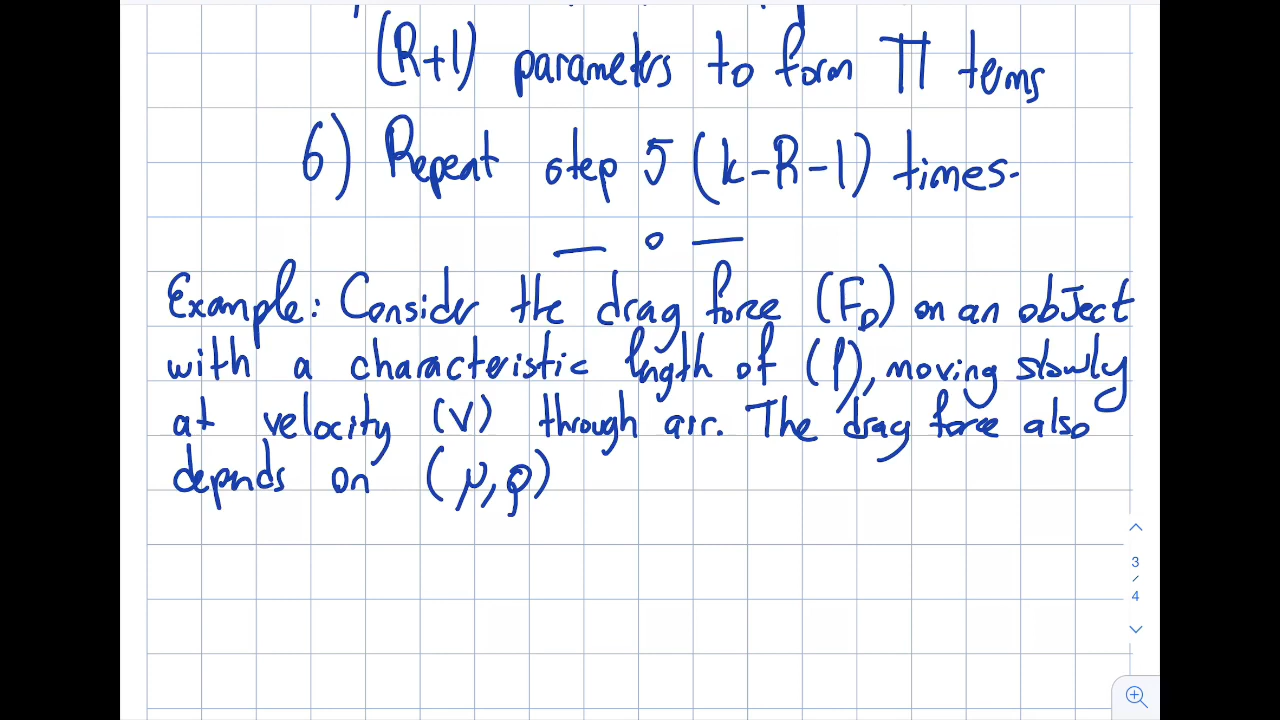 (R+1) parameters to form Π terms
6) Repeat step 5 (k-R-1) times.
Example: Consider the drag force (F_D) on an object
with a characteristic length of (l), moving slowly
at velocity (V) through air. The drag force also
depends on (μ, ρ)
3
4